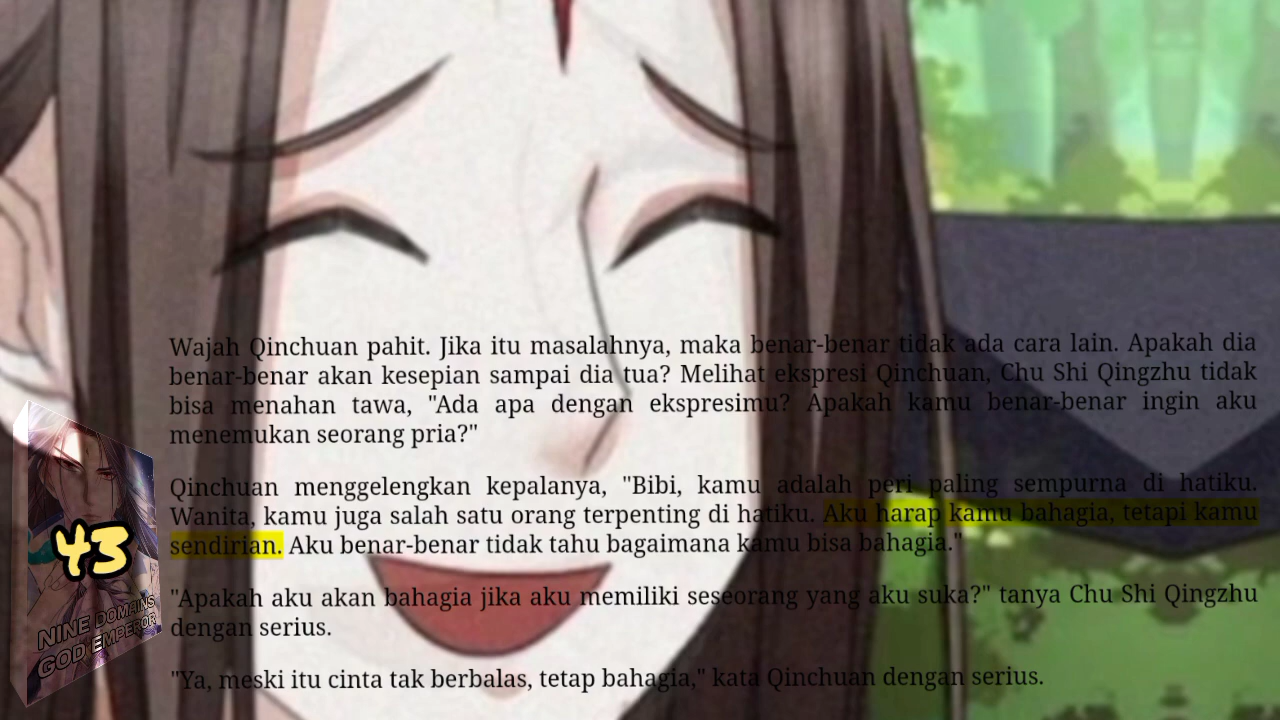 Wajah Qinchuan pahit. Jika itu masalahnya, maka benar-benar tidak ada cara lain. Apakah dia
benar-benar akan kesepian sampai dia tua? Melihat ekspresi Qinchuan, Chu Shi Qingzhu tidak
bisa menahan tawa, "Ada apa dengan ekspresimu? Apakah kamu benar-benar ingin aku
menemukan seorang pria?"
Qinchuan menggelengkan kepalanya, "Bibi, kamu adalah peri paling sempurna di hatiku.
Wanita, kamu juga salah satu orang terpenting di hatiku. Aku harap kamu bahagia, tetapi kamu
sendirian. Aku benar-benar tidak tahu bagaimana kamu bisa bahagia."
"Apakah aku akan bahagia jika aku memiliki seseorang yang aku suka?" tanya Chu Shi Qingzhu
dengan serius.
"Ya, meski itu cinta tak berbalas, tetap bahagia," kata Qinchuan dengan serius.
43
NINE DOMAINS
GOD EMPEROR